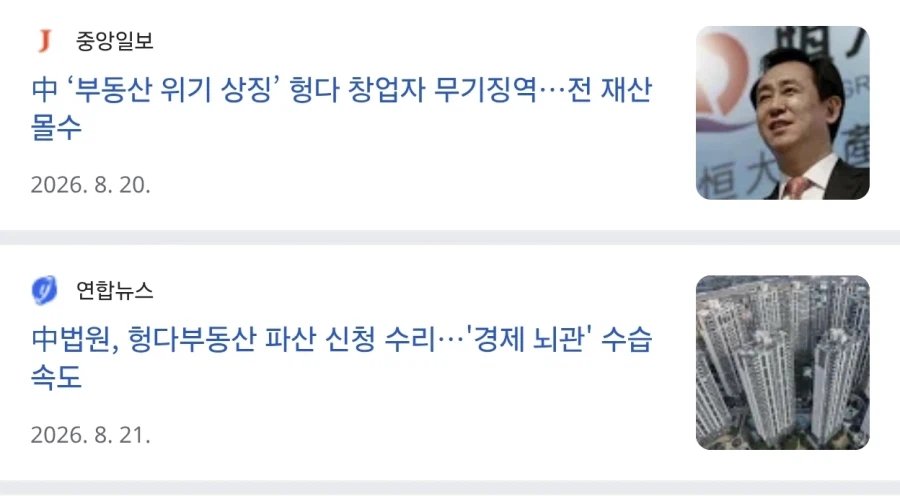 중앙일보
中 ‘부동산 위기 상징’ 헝다 창업자 무기징역…전 재산
몰수
2026. 8. 20.
恒大
產
연합뉴스
中법원, 헝다부동산 파산 신청 수리…'경제 뇌관' 수습
속도
2026. 8. 21.